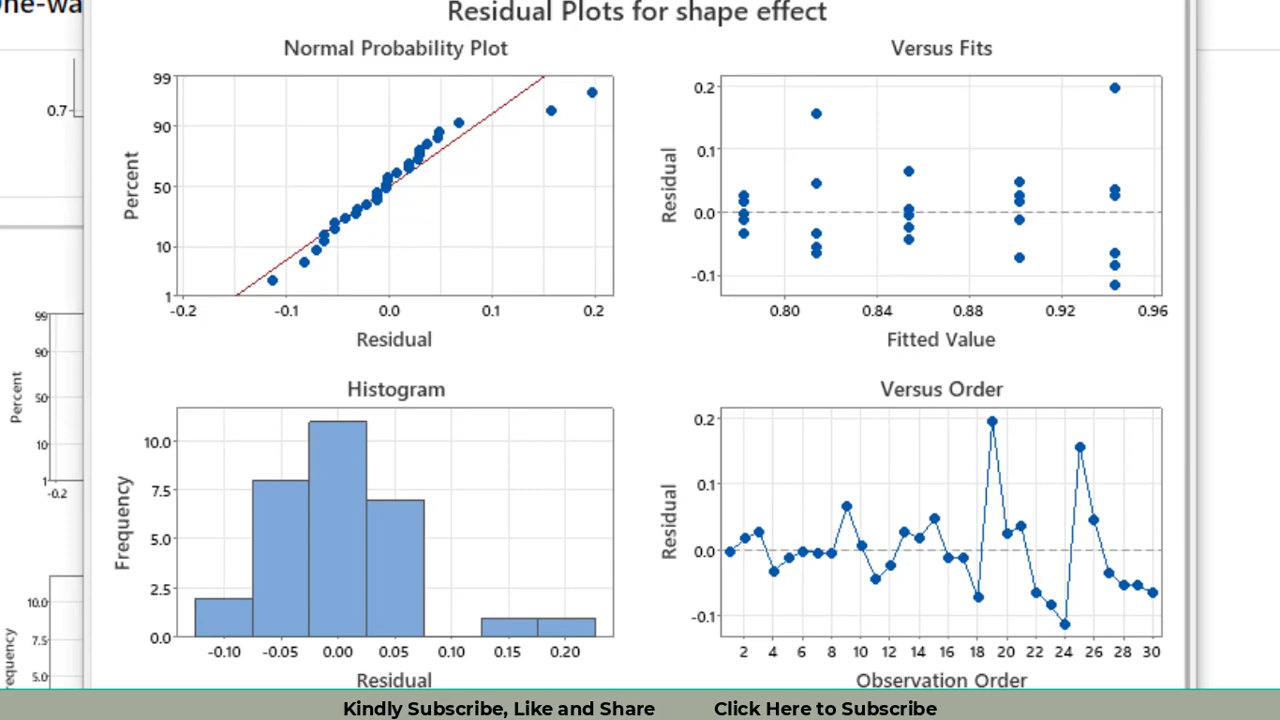 One-wa
Residual Plots for shape effect
Normal Probability Plot
99
90
50
10
1
Percent
-0.2 -0.1 0.0 0.1 0.2
Residual
Versus Fits
0.2
0.1
0.0
-0.1
Residual
0.80 0.84 0.88 0.92 0.96
Fitted Value
Histogram
10.0
7.5
5.0
2.5
0.0
Frequency
-0.10 -0.05 0.00 0.05 0.10 0.15 0.20
Residual
Versus Order
0.2
0.1
0.0
-0.1
Residual
2 4 6 8 10 12 14 16 18 20 22 24 26 28 30
Observation Order
0.7
99
90
50
10
1
Percent
-0.2
10.0
7.5
5.0
equency
Kindly Subscribe, Like and Share Click Here to Subscribe